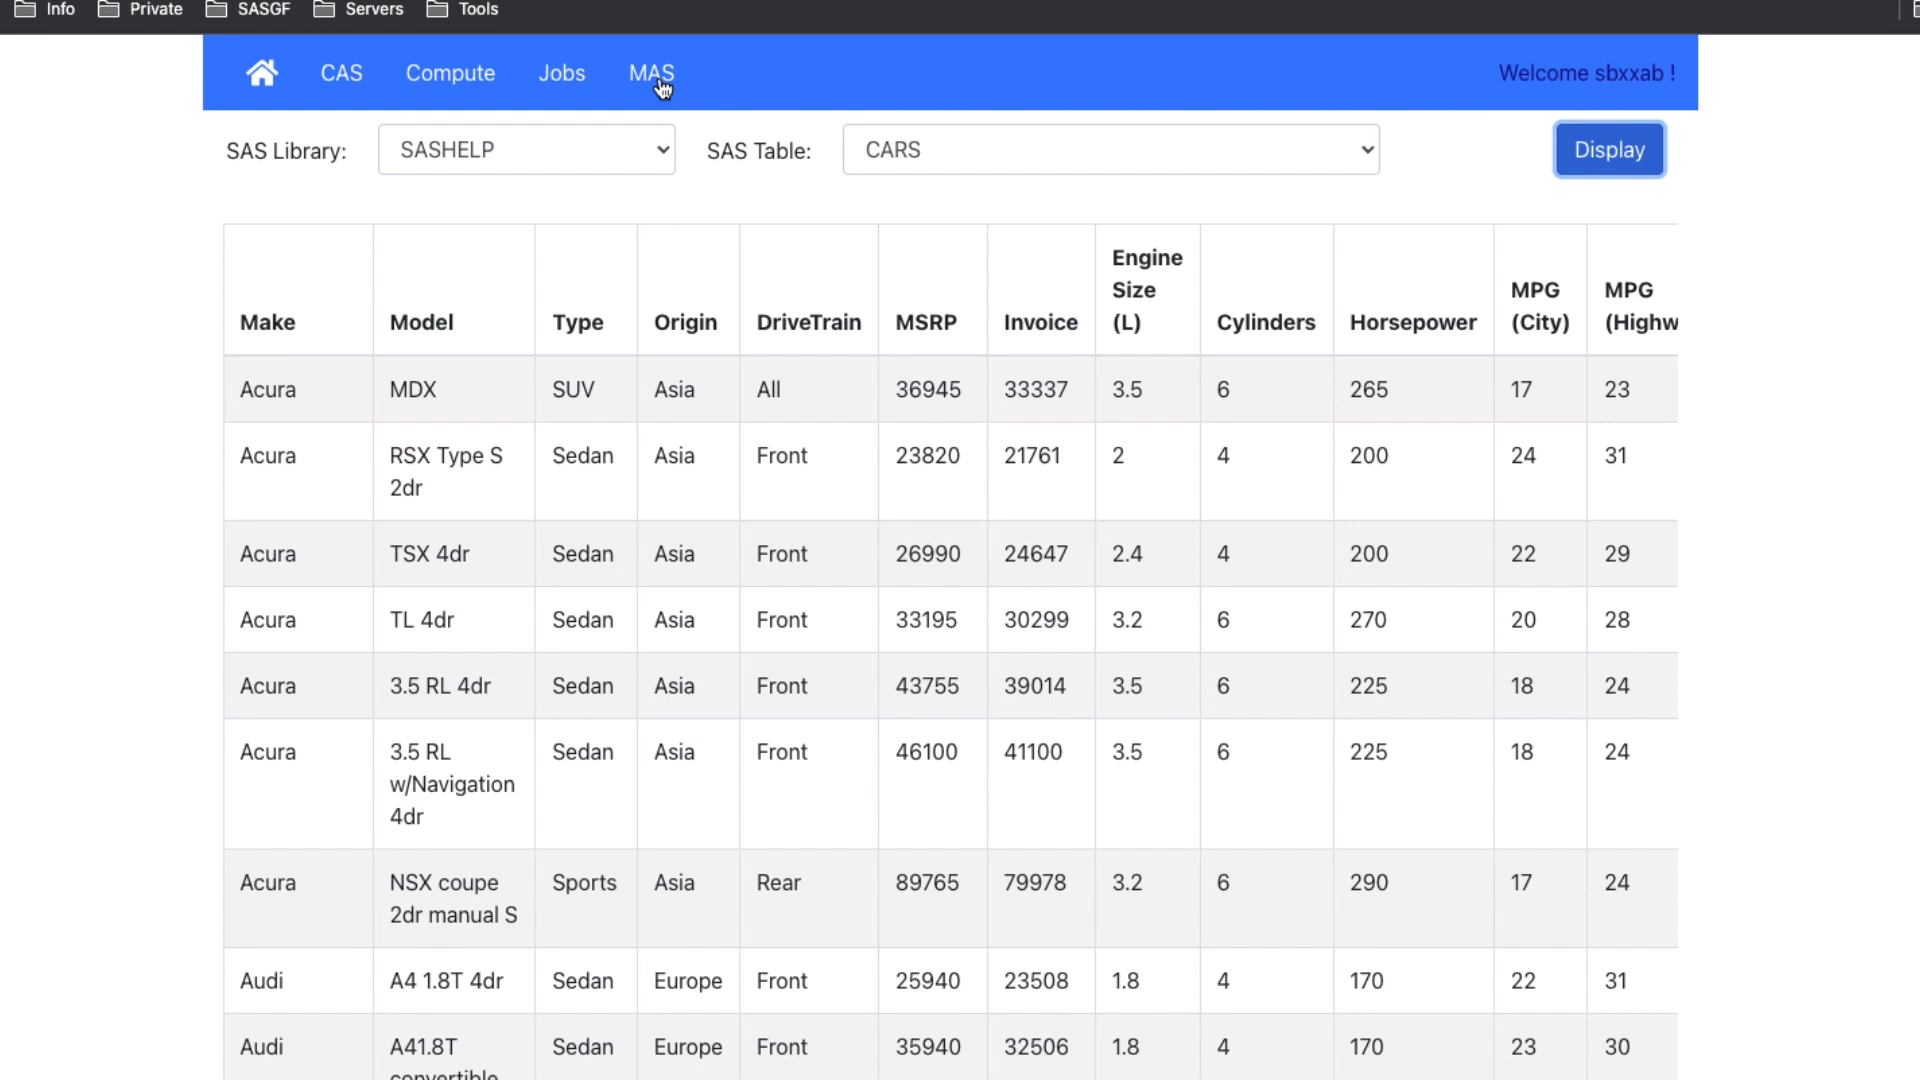 Info Private SASGF Servers Tools
CAS Compute Jobs MAS Welcome sbxxab !
SAS Library: SASHELP SAS Table: CARS Display
Make Model Type Origin DriveTrain MSRP Invoice Engine Size (L) Cylinders Horsepower MPG (City) MPG (Highw
Acura MDX SUV Asia All 36945 33337 3.5 6 265 17 23
Acura RSX Type S 2dr Sedan Asia Front 23820 21761 2 4 200 24 31
Acura TSX 4dr Sedan Asia Front 26990 24647 2.4 4 200 22 29
Acura TL 4dr Sedan Asia Front 33195 30299 3.2 6 270 20 28
Acura 3.5 RL 4dr Sedan Asia Front 43755 39014 3.5 6 225 18 24
Acura 3.5 RL w/Navigation 4dr Sedan Asia Front 46100 41100 3.5 6 225 18 24
Acura NSX coupe 2dr manual S Sports Asia Rear 89765 79978 3.2 6 290 17 24
Audi A4 1.8T 4dr Sedan Europe Front 25940 23508 1.8 4 170 22 31
Audi A41.8T convertible Sedan Europe Front 35940 32506 1.8 4 170 23 30